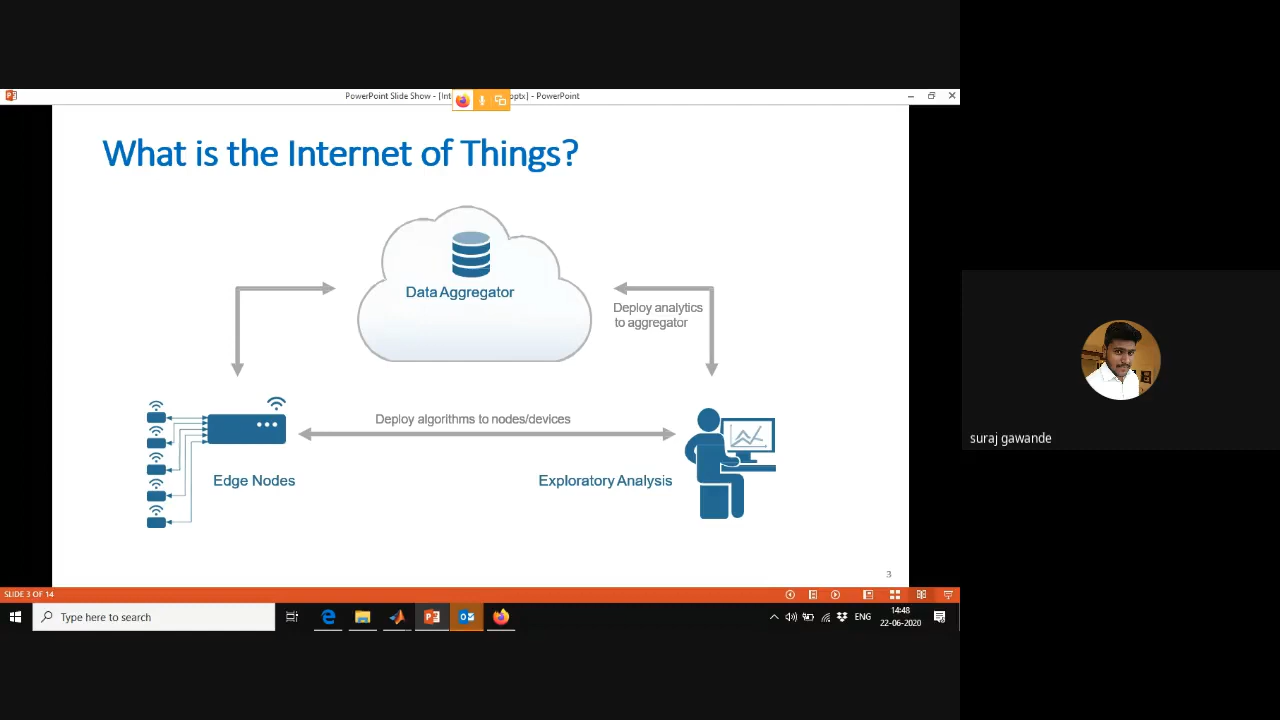 PowerPoint Slide Show - [Int optx] - PowerPoint
What is the Internet of Things?
Data Aggregator
Deploy analytics
to aggregator
Deploy algorithms to nodes/devices
Edge Nodes
Exploratory Analysis
suraj gawande
3
SLIDE 3 OF 14
Type here to search
ENG
14:48
22-06-2020